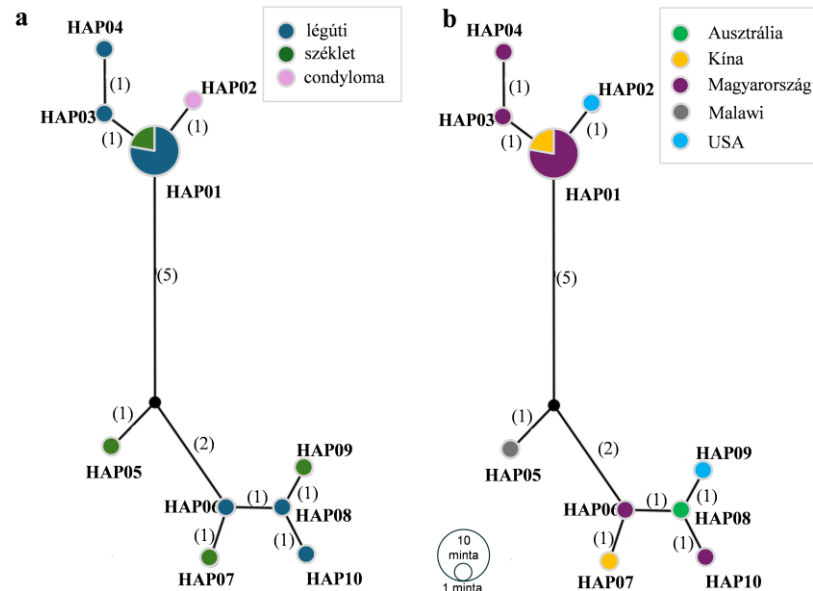 a
HAP04
(1)
HAP03
(1)
HAP02
(1)
HAP01
légúti
széklet
condyloma
(5)
(1)
HAP05
(2)
HAP09
HAP06
(1)
(1)
HAP08
(1)
HAP07
(1)
HAP10
b
HAP04
(1)
HAP03
(1)
HAP02
(1)
HAP01
Ausztrália
Kína
Magyarország
Malawi
USA
(5)
(1)
HAP05
(2)
HAP09
HAP06
(1)
(1)
HAP08
(1)
HAP07
(1)
HAP10
10
minta
1 minta